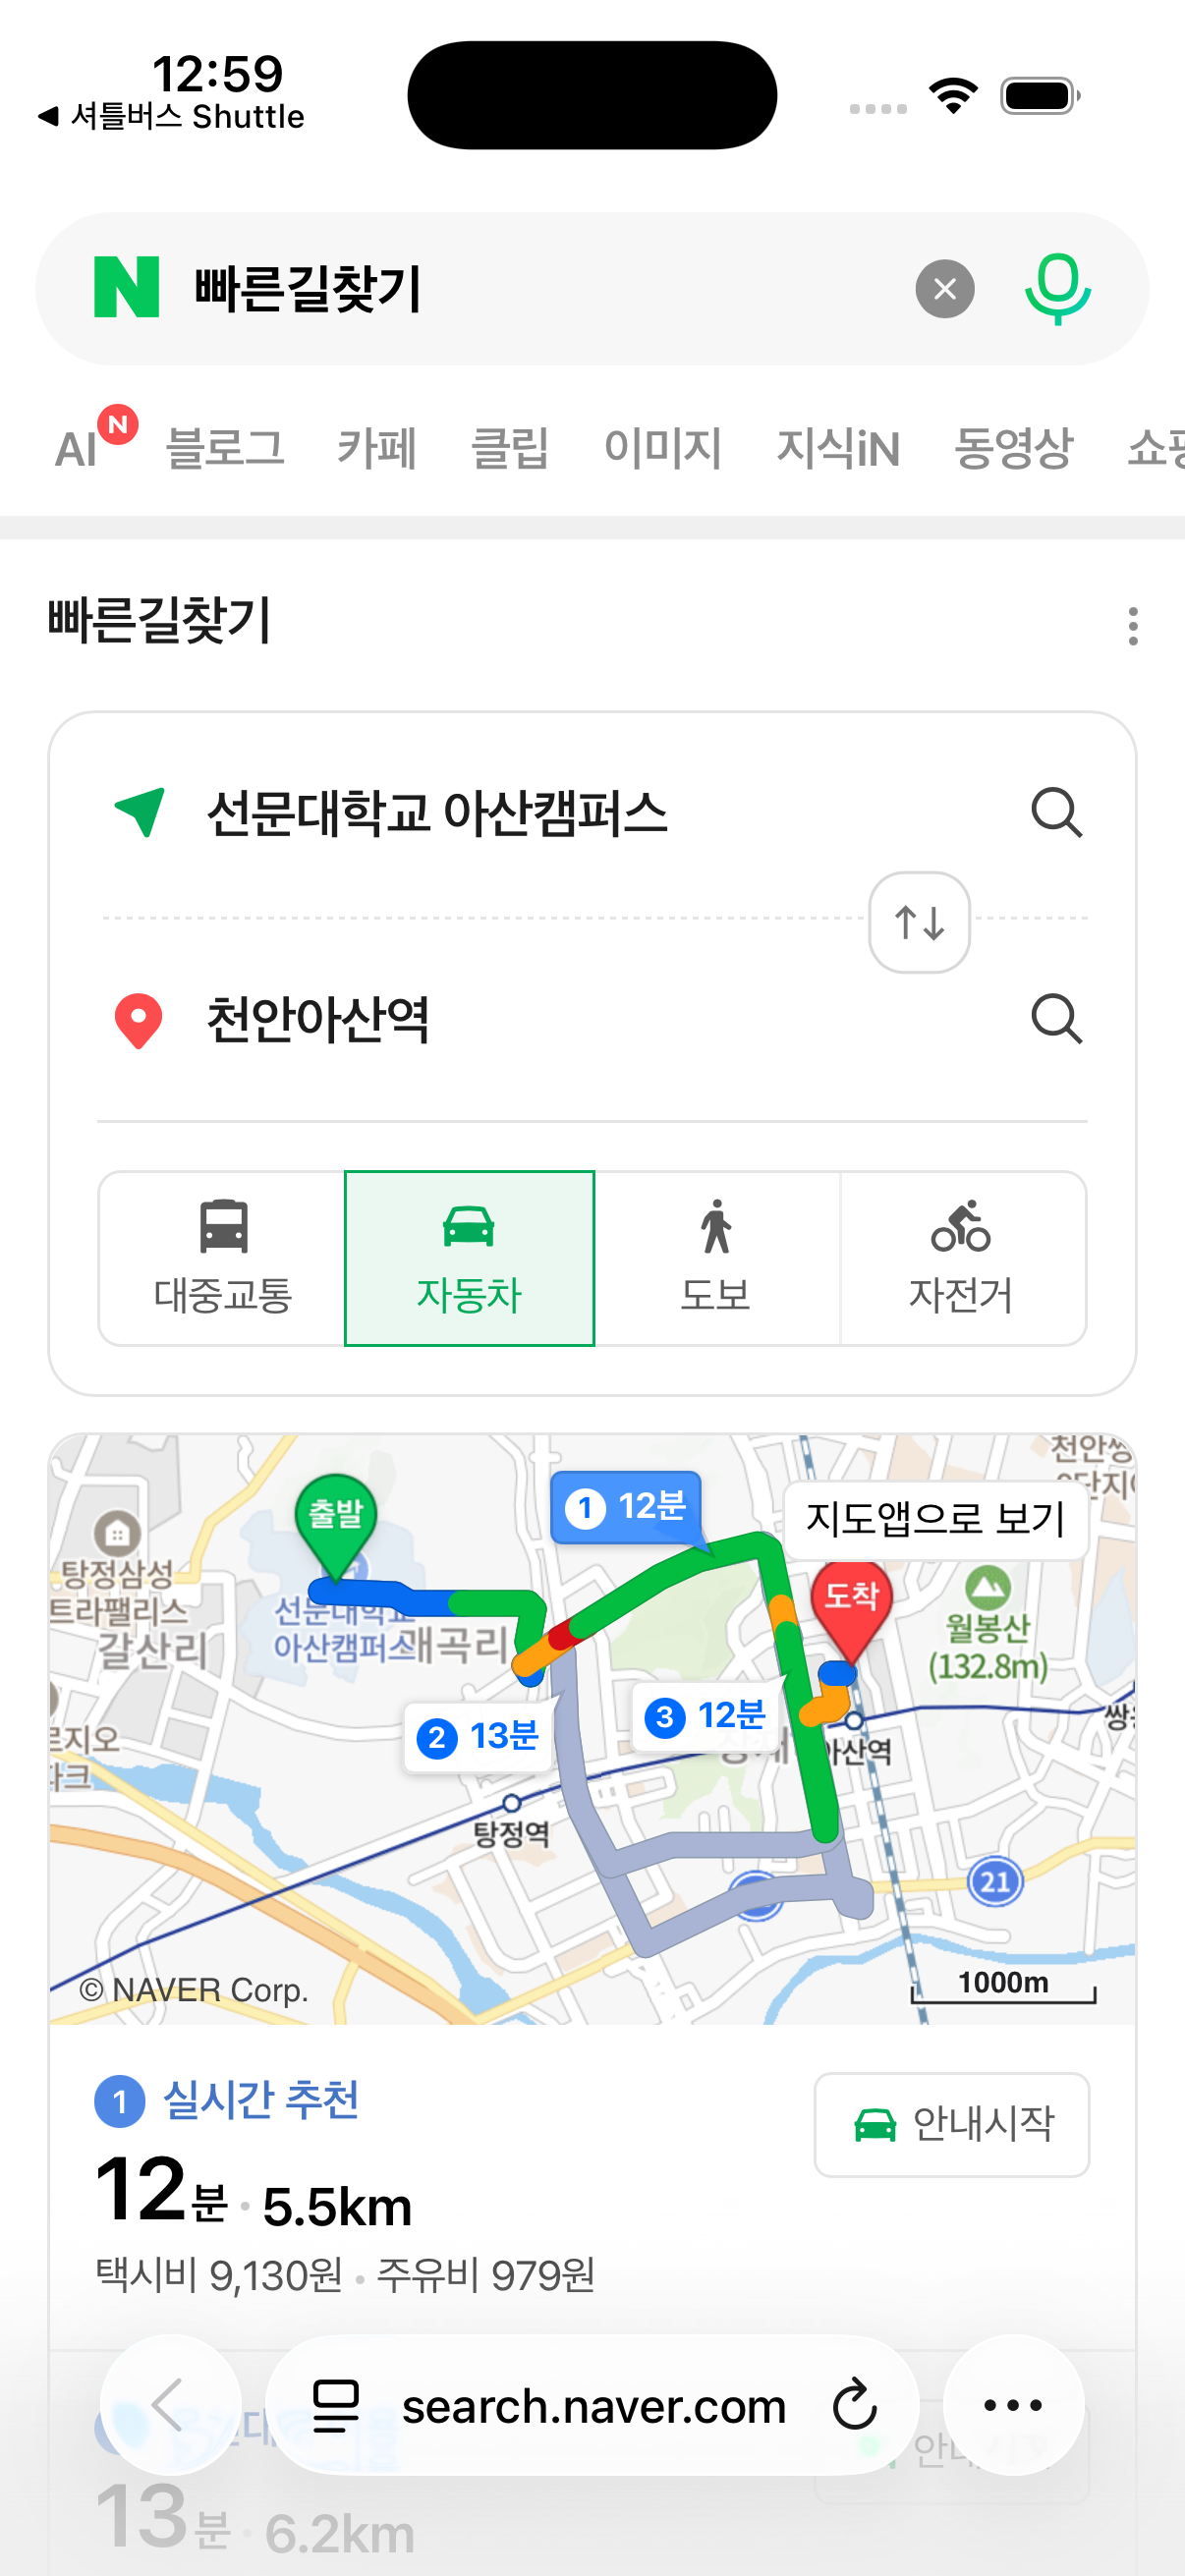 12:59
◀ 셔틀버스 Shuttle
N 빠른길찾기
AI N 블로그 카페 클립 이미지 지식iN 동영상
빠른길찾기
선문대학교 아산캠퍼스
천안아산역
대중교통 자동차 도보 자전거
출발
1 12분
지도앱으로 보기
도착
탕정삼성
트라팰리스
갈산리
선문대학교
아산캠퍼스
매곡리
월봉산
(132.8m)
2 13분
3 12분
아산역
탕정역
21
© NAVER Corp.
1000m
1 실시간 추천
안내시작
12분 · 5.5km
택시비 9,130원 · 주유비 979원
search.naver.com
13분 · 6.2km